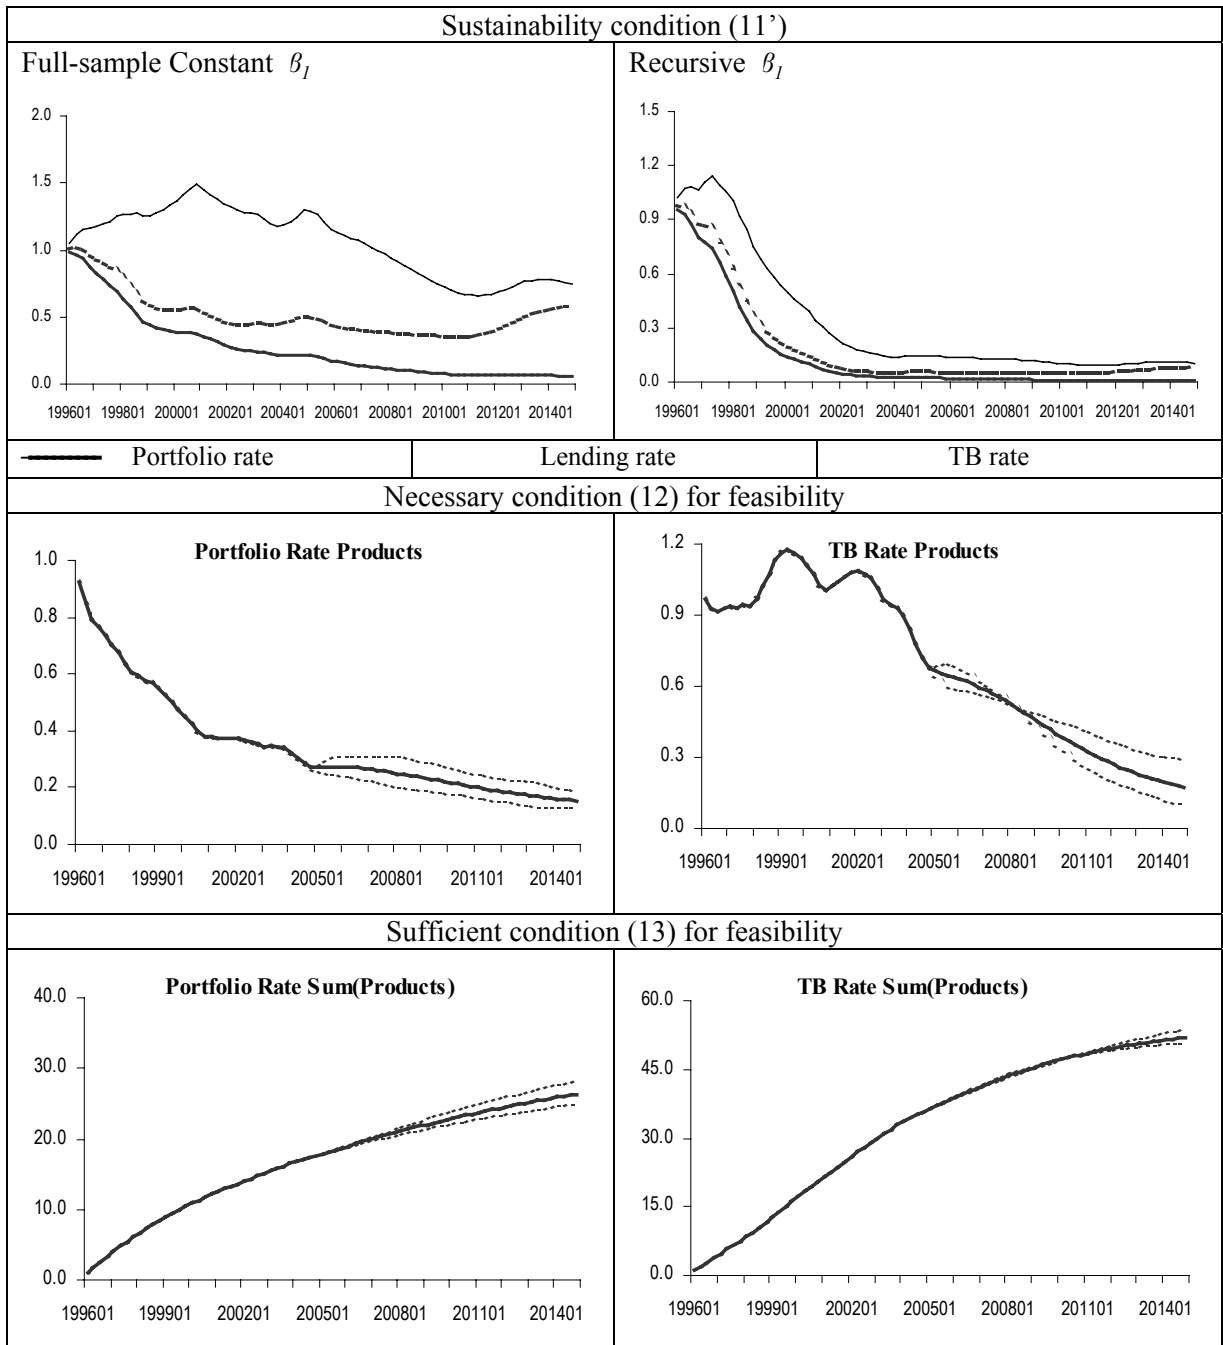 Sustainability condition (11’)
Full-sample Constant β1
2.0
1.5
1.0
0.5
0.0
199601 199801 200001 200201 200401 200601 200801 201001 201201 201401
Recursive β1
1.5
1.2
0.9
0.6
0.3
0.0
199601 199801 200001 200201 200401 200601 200801 201001 201201 201401
Portfolio rate
Lending rate
TB rate
Necessary condition (12) for feasibility
Portfolio Rate Products
1.0
0.8
0.6
0.4
0.2
0.0
199601 199901 200201 200501 200801 201101 201401
TB Rate Products
1.2
0.9
0.6
0.3
0.0
199601 199901 200201 200501 200801 201101 201401
Sufficient condition (13) for feasibility
Portfolio Rate Sum(Products)
40.0
30.0
20.0
10.0
0.0
199601 199901 200201 200501 200801 201101 201401
TB Rate Sum(Products)
60.0
45.0
30.0
15.0
0.0
199601 199901 200201 200501 200801 201101 201401